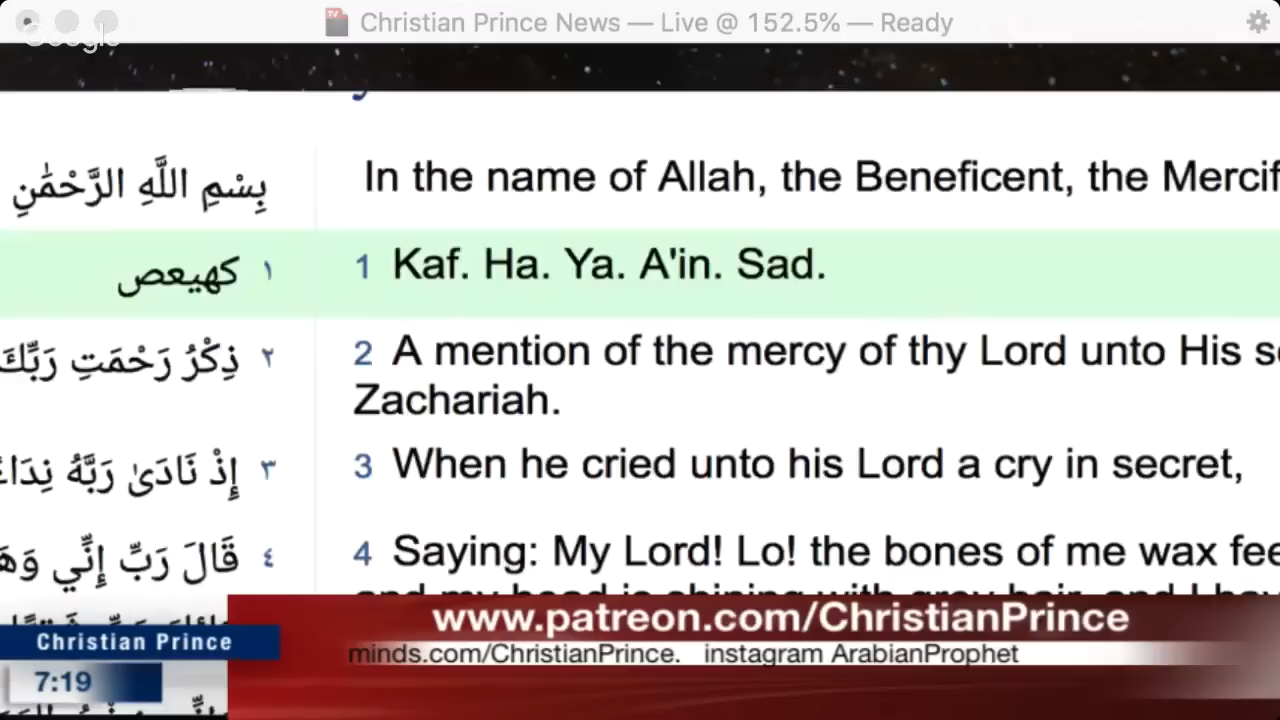 Christian Prince News — Live @ 152.5% — Ready
Google
بِسْمِ اللَّهِ الرَّحْمَٰنِ
In the name of Allah, the Beneficent, the
كهيعص ١
1 Kaf. Ha. Ya. A'in. Sad.
ذِكْرُ رَحْمَتِ رَبِّكَ ٢
2 A mention of the mercy of thy Lord unto His
Zachariah.
إِذْ نَادَىٰ رَبَّهُ ٣
3 When he cried unto his Lord a cry in secret,
قَالَ رَبِّ إِنِّي ٤
4 Saying: My Lord! Lo! the bones of me wax
www.patreon.com/ChristianPrince
Christian Prince
minds.com/ChristianPrince. instagram ArabianProphet
7:19